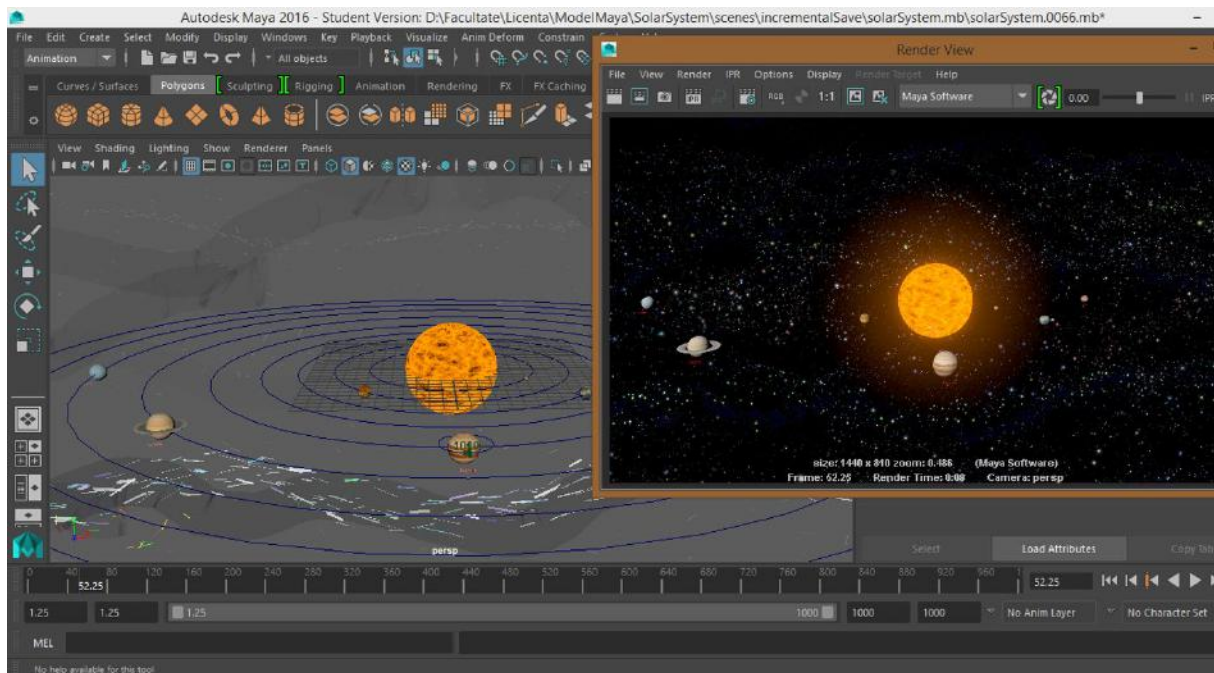 Autodesk Maya 2016 - Student Version: D:\Facultate\Licenta\ModelMaya\SolarSystem\scenes\incrementalSave\solarSystem.mb\solarSystem.0066.mb*
File Edit Create Select Modify Display Windows Key Playback Visualize Anim Deform Constrain
Animation All objects
Curves / Surfaces Polygons Sculpting Rigging Animation Rendering FX FX Caching
View Shading Lighting Show Renderer Panels
persp
Render View
File View Render IPR Options Display Render Target Help
IPR RGB 1:1 Maya Software 0.00 (IPR
size: 1440 x 810 zoom: 0.486 (Maya Software)
Frame: 52.25 Render Time: 0:08 Camera: persp
Select Load Attributes Copy Tab
0 40 80 120 160 200 240 280 320 360 400 440 480 520 560 600 640 680 720 760 800 840 880 920 960 1
52.25 52.25
1.25 1.25 1.25 1000 1000 1000 No Anim Layer No Character Set
MEL
No help available for this tool